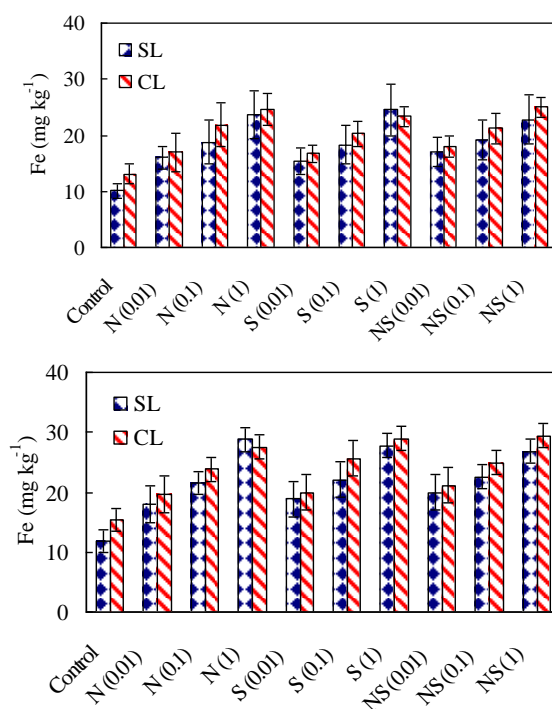 40
30
20
10
0
Fe (mg kg⁻¹)
SL
CL
Control
N (0.01)
N (0.1)
N (1)
S (0.01)
S (0.1)
S (1)
NS (0.01)
NS (0.1)
NS (1)
40
30
20
10
0
Fe (mg kg⁻¹)
SL
CL
Control
N (0.01)
N (0.1)
N (1)
S (0.01)
S (0.1)
S (1)
NS (0.01)
NS (0.1)
NS (1)